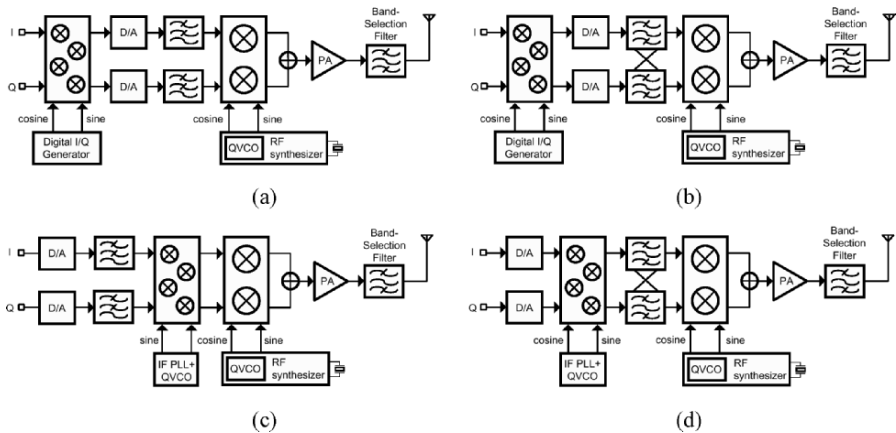 I
Q
D/A
D/A
cosine
sine
Digital I/Q
Generator
cosine
sine
QVCO
RF
synthesizer
PA
Band-
Selection
Filter
(a)
I
Q
D/A
D/A
cosine
sine
Digital I/Q
Generator
cosine
sine
QVCO
RF
synthesizer
PA
Band-
Selection
Filter
(b)
I
Q
D/A
D/A
sine
IF PLL+
QVCO
cosine
sine
QVCO
RF
synthesizer
PA
Band-
Selection
Filter
(c)
I
Q
D/A
D/A
cosine
sine
IF PLL+
QVCO
cosine
sine
QVCO
RF
synthesizer
PA
Band-
Selection
Filter
(d)